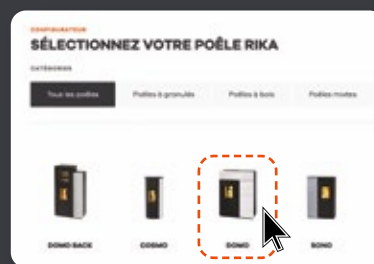 CONFIGURATEUR
SÉLECTIONNEZ VOTRE POÊLE RIKA
CATÉGORIES
Tous les poêles Poêles à granulés Poêles à bois Poêles mixtes
DOMO BACK COSMO DOMO SONO